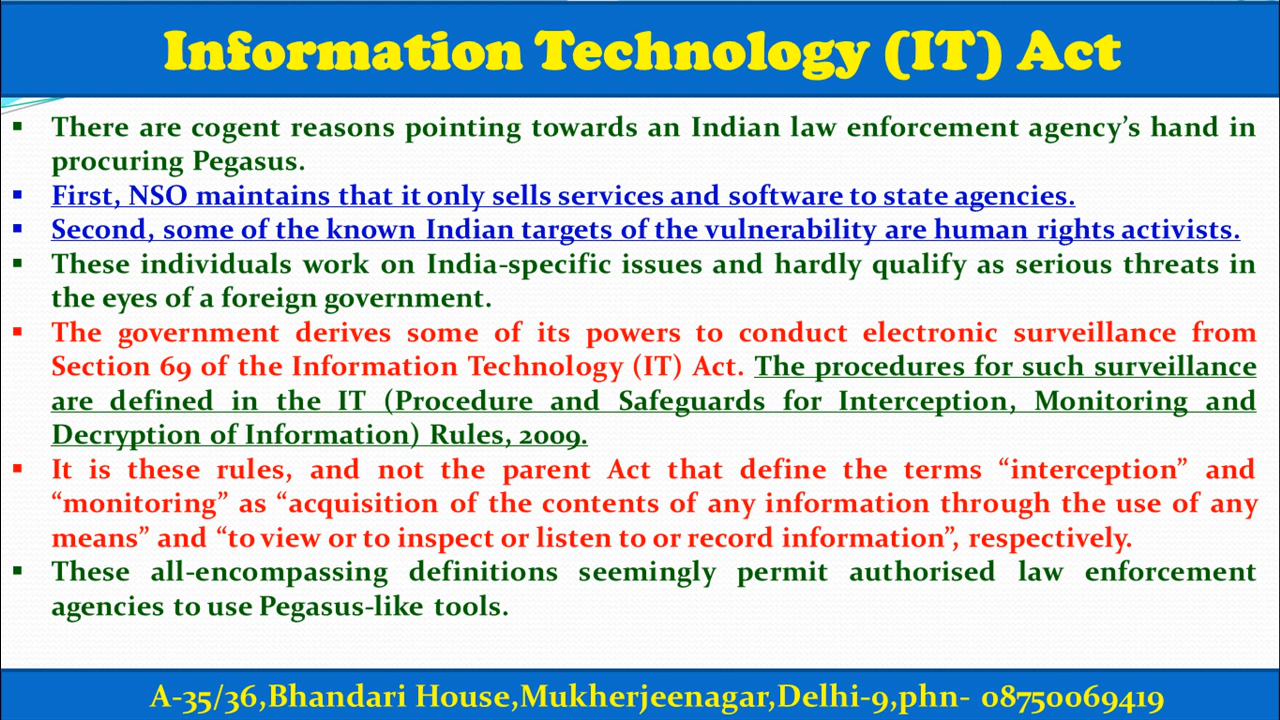 Information Technology (IT) Act
▪ There are cogent reasons pointing towards an Indian law enforcement agency’s hand in
procuring Pegasus.
▪ First, NSO maintains that it only sells services and software to state agencies.
▪ Second, some of the known Indian targets of the vulnerability are human rights activists.
▪ These individuals work on India-specific issues and hardly qualify as serious threats in
the eyes of a foreign government.
▪ The government derives some of its powers to conduct electronic surveillance from
Section 69 of the Information Technology (IT) Act. The procedures for such surveillance
are defined in the IT (Procedure and Safeguards for Interception, Monitoring and
Decryption of Information) Rules, 2009.
▪ It is these rules, and not the parent Act that define the terms “interception” and
“monitoring” as “acquisition of the contents of any information through the use of any
means” and “to view or to inspect or listen to or record information”, respectively.
▪ These all-encompassing definitions seemingly permit authorised law enforcement
agencies to use Pegasus-like tools.
A-35/36,Bhandari House,Mukherjeenagar,Delhi-9,phn- 08750069419